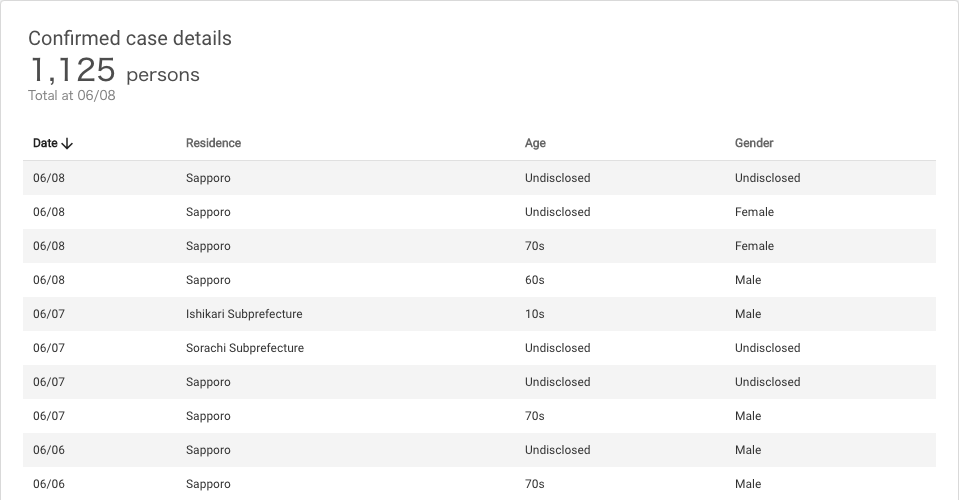 Confirmed case details
1,125 persons
Total at 06/08
Date Residence Age Gender
06/08 Sapporo Undisclosed Undisclosed
06/08 Sapporo Undisclosed Female
06/08 Sapporo 70s Female
06/08 Sapporo 60s Male
06/07 Ishikari Subprefecture 10s Male
06/07 Sorachi Subprefecture Undisclosed Undisclosed
06/07 Sapporo Undisclosed Undisclosed
06/07 Sapporo 70s Male
06/06 Sapporo Undisclosed Male
06/06 Sapporo 70s Male